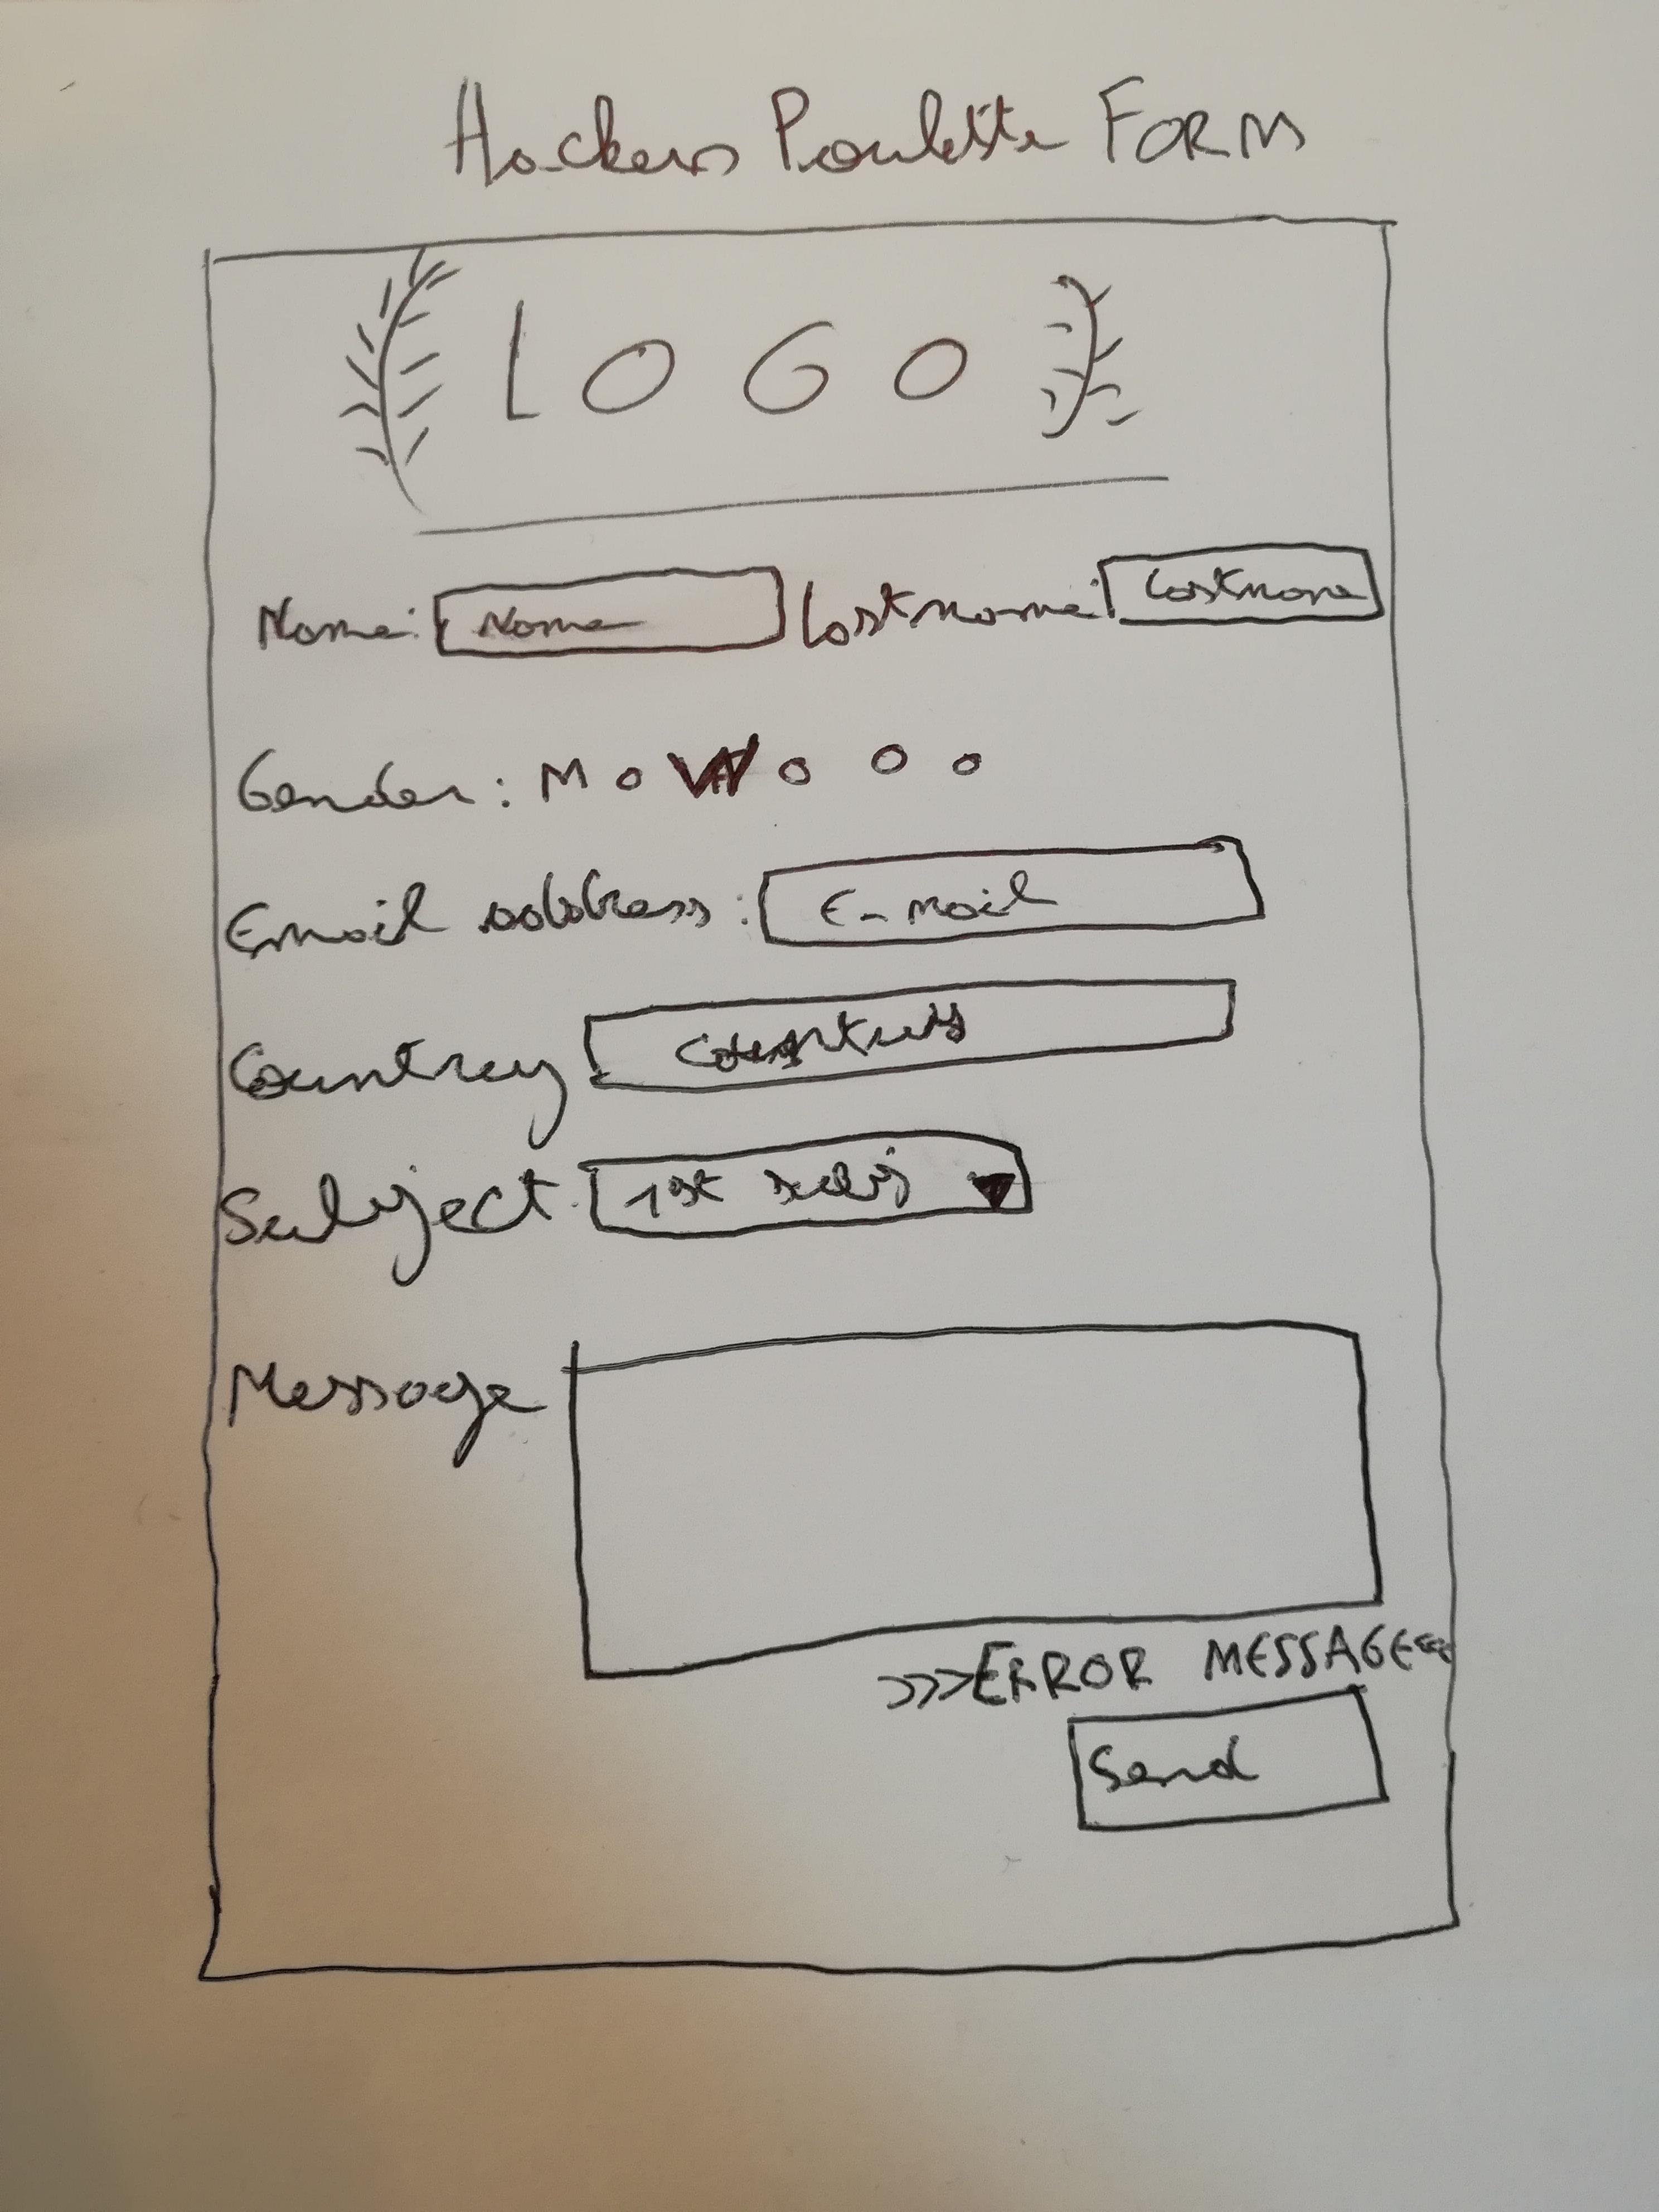 Hackers Poulette FORM
LOGO
Name: Name Lastname: Lastname
Gender: M o W o o o
Email address: E-mail
Country Country
Subject: 1st subj
Message
>>>ERROR MESSAGE<<<
Send